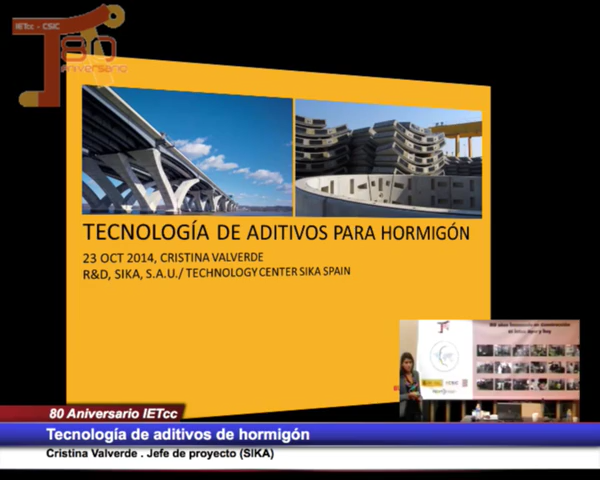 IETcc - CSIC
80
Aniversario
TECNOLOGÍA DE ADITIVOS PARA HORMIGÓN
23 OCT 2014, CRISTINA VALVERDE
R&D, SIKA, S.A.U./ TECHNOLOGY CENTER SIKA SPAIN
80 Aniversario IETcc
Tecnología de aditivos de hormigón
Cristina Valverde . Jefe de proyecto (SIKA)